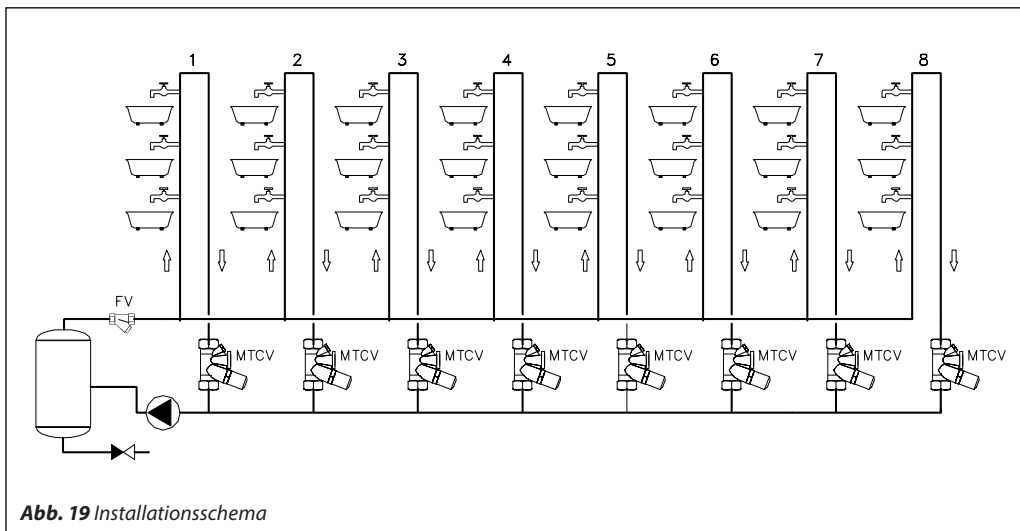 1 2 3 4 5 6 7 8
FV
MTCV MTCV MTCV MTCV MTCV MTCV MTCV MTCV
Abb. 19 Installationsschema